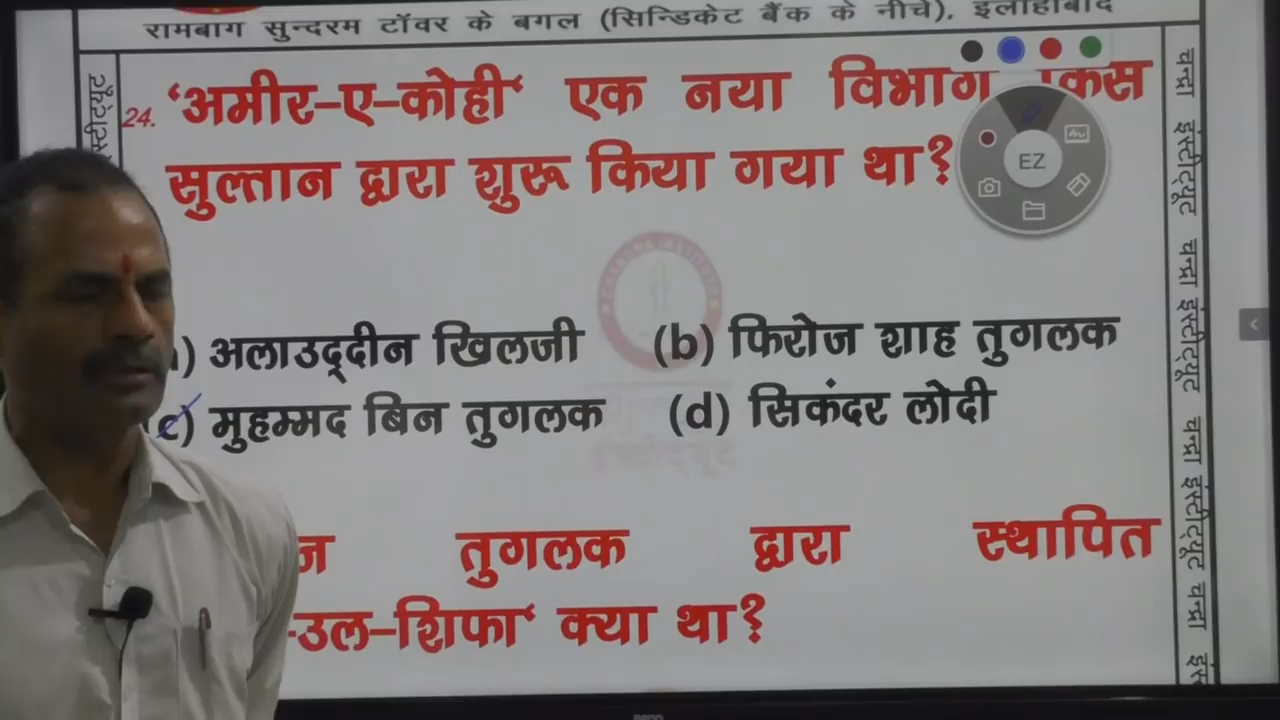 रामबाग सुन्दरम टॉवर के बगल (सिन्डिकेट बैंक के नीचे), इलाहाबाद
24. ‘अमीर-ए-कोही‘ एक नया विभाग किस
सुल्तान द्वारा शुरू किया गया था?
EZ
) अलाउद्दीन खिलजी (b) फिरोज शाह तुगलक
(c) मुहम्मद बिन तुगलक (d) सिकंदर लोदी
न तुगलक द्वारा स्थापित
-उल-शिफा‘ क्या था?
चन्द्रा इंस्टीट्यूट चन्द्रा इंस्टीट्यूट चन्द्रा इंस्टीट्यूट चन्द्रा